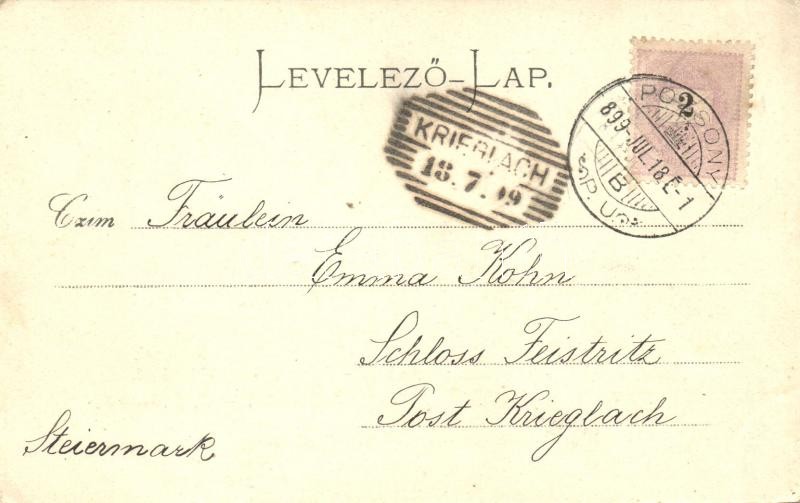 LEVELEZŐ-LAP.
2
POZSONY
899 JUL. 18 É-1
B
KRIEGLACH
18.7.99
Czim Fräulein
Emma Kohn
Schloss Feistritz
Post Krieglach
Steiermark